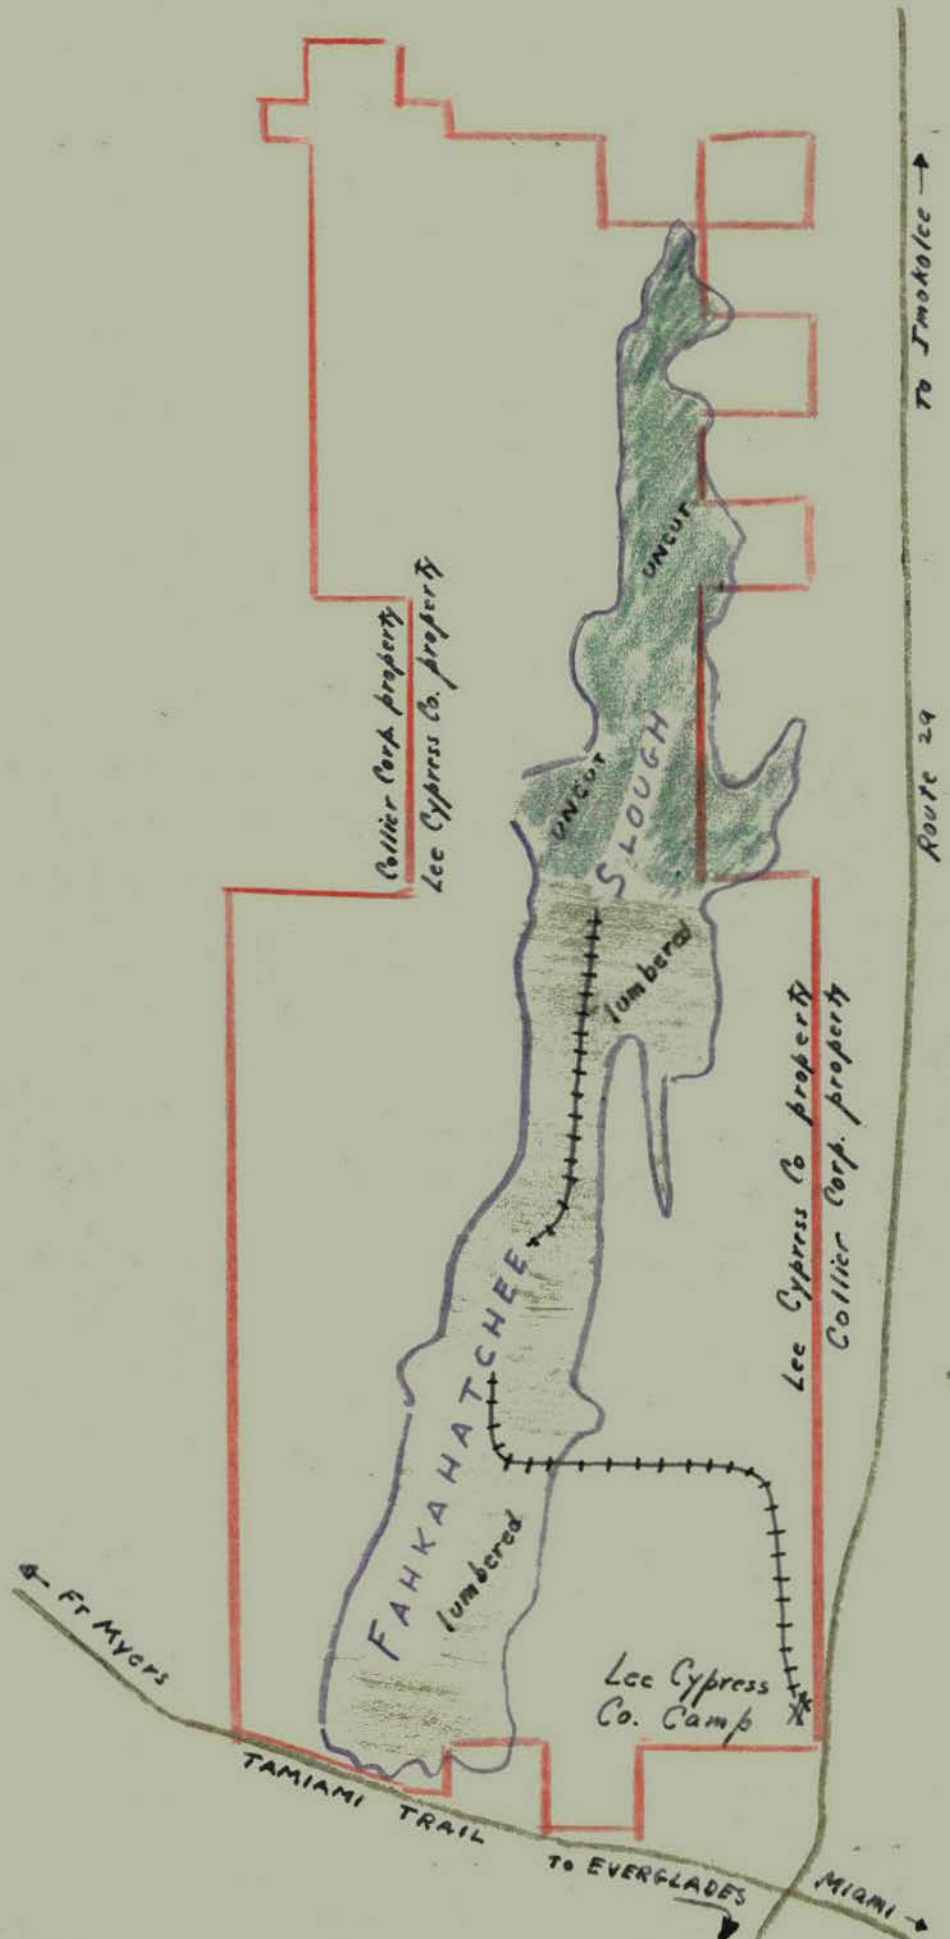 TO Imokolee →
UNCUT
Collier Corp. property
Lee Cypress Co. property
UNCUT
Route 29
lumbered
Lee Cypress Co property
Collier Corp. property
FAHKAHATCHEE SLOUGH
lumbered
← Ft Myers
Lee Cypress
Co. Camp
TAMIAMI TRAIL
TO EVERGLADES
MIAMI →